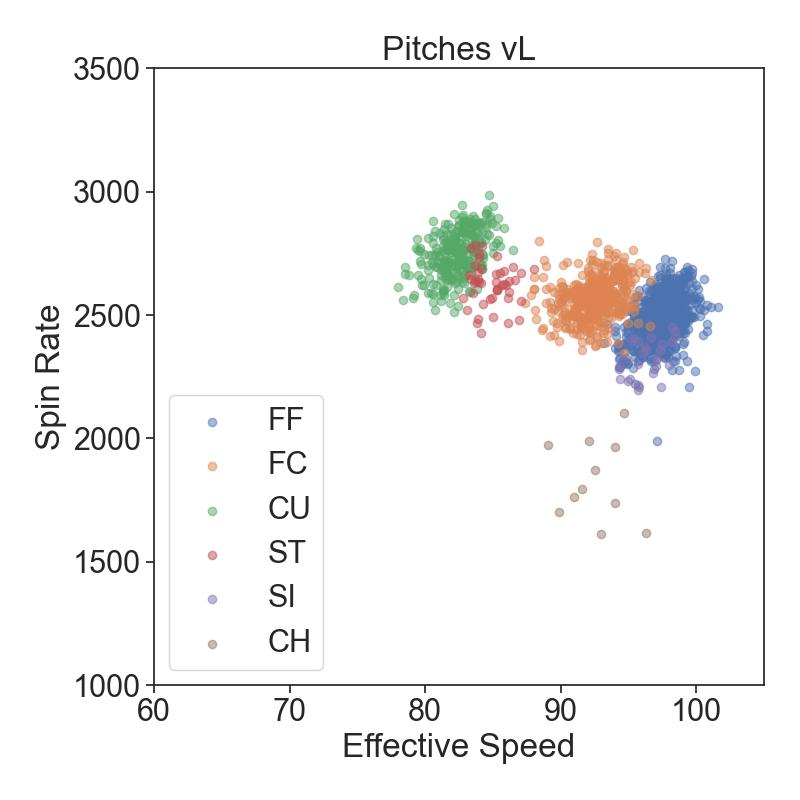 Pitches vL
3500
3000
2500
2000
1500
1000
Spin Rate
FF
FC
CU
ST
SI
CH
60 70 80 90 100
Effective Speed